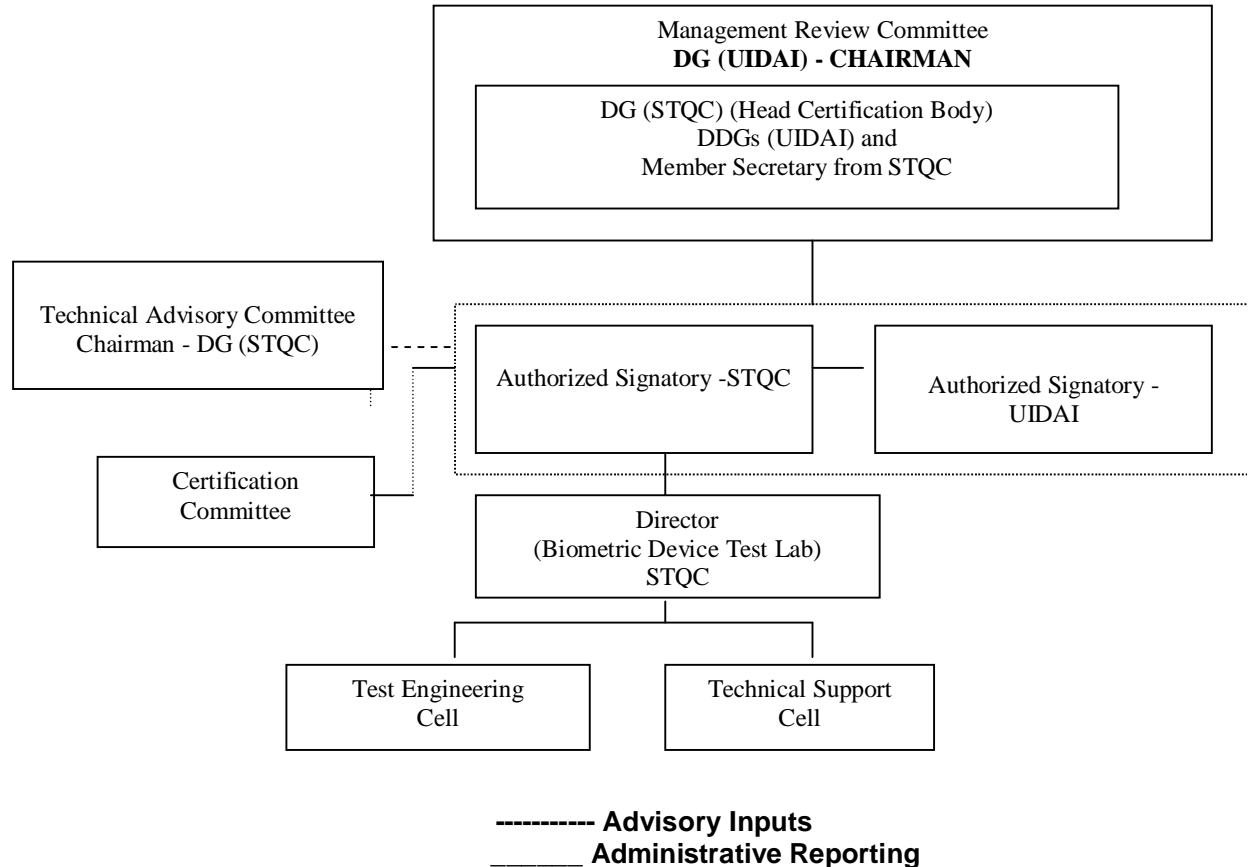 Management Review Committee
DG (UIDAI) - CHAIRMAN
DG (STQC) (Head Certification Body)
DDGs (UIDAI) and
Member Secretary from STQC
Technical Advisory Committee
Chairman - DG (STQC)
Authorized Signatory -STQC
Authorized Signatory -
UIDAI
Certification
Committee
Director
(Biometric Device Test Lab)
STQC
Test Engineering
Cell
Technical Support
Cell
----------- Advisory Inputs
______ Administrative Reporting